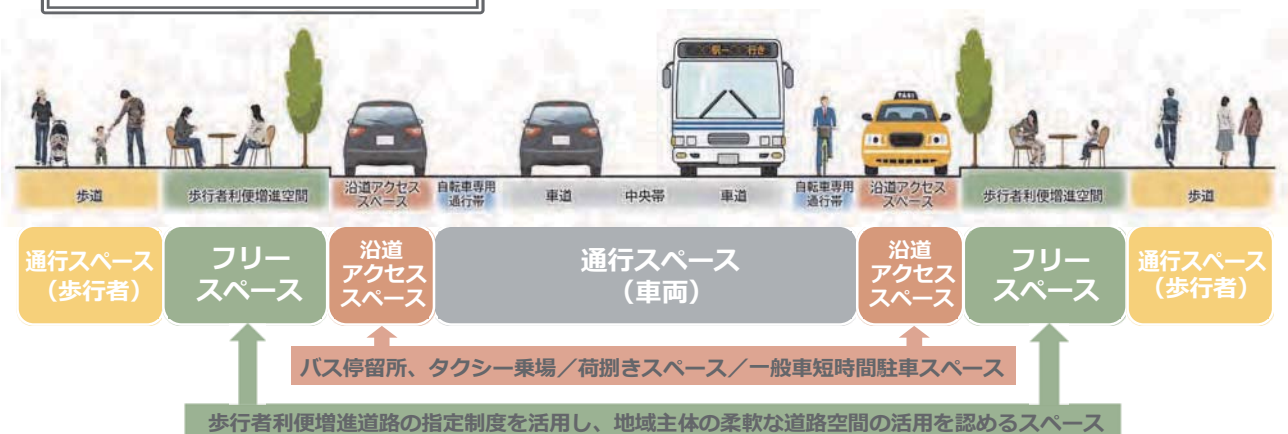 駅ー
行き
TAXI
歩道
歩行者利便増進空間
沿道アクセス
スペース
自転車専用
通行帯
車道
中央帯
車道
自転車専用
通行帯
沿道アクセス
スペース
歩行者利便増進空間
歩道
通行スペース
（歩行者）
フリー
スペース
沿道
アクセス
スペース
通行スペース
（車両）
沿道
アクセス
スペース
フリー
スペース
通行スペース
（歩行者）
バス停留所、タクシー乗場／荷捌きスペース／一般車短時間駐車スペース
歩行者利便増進道路の指定制度を活用し、地域主体の柔軟な道路空間の活用を認めるスペース